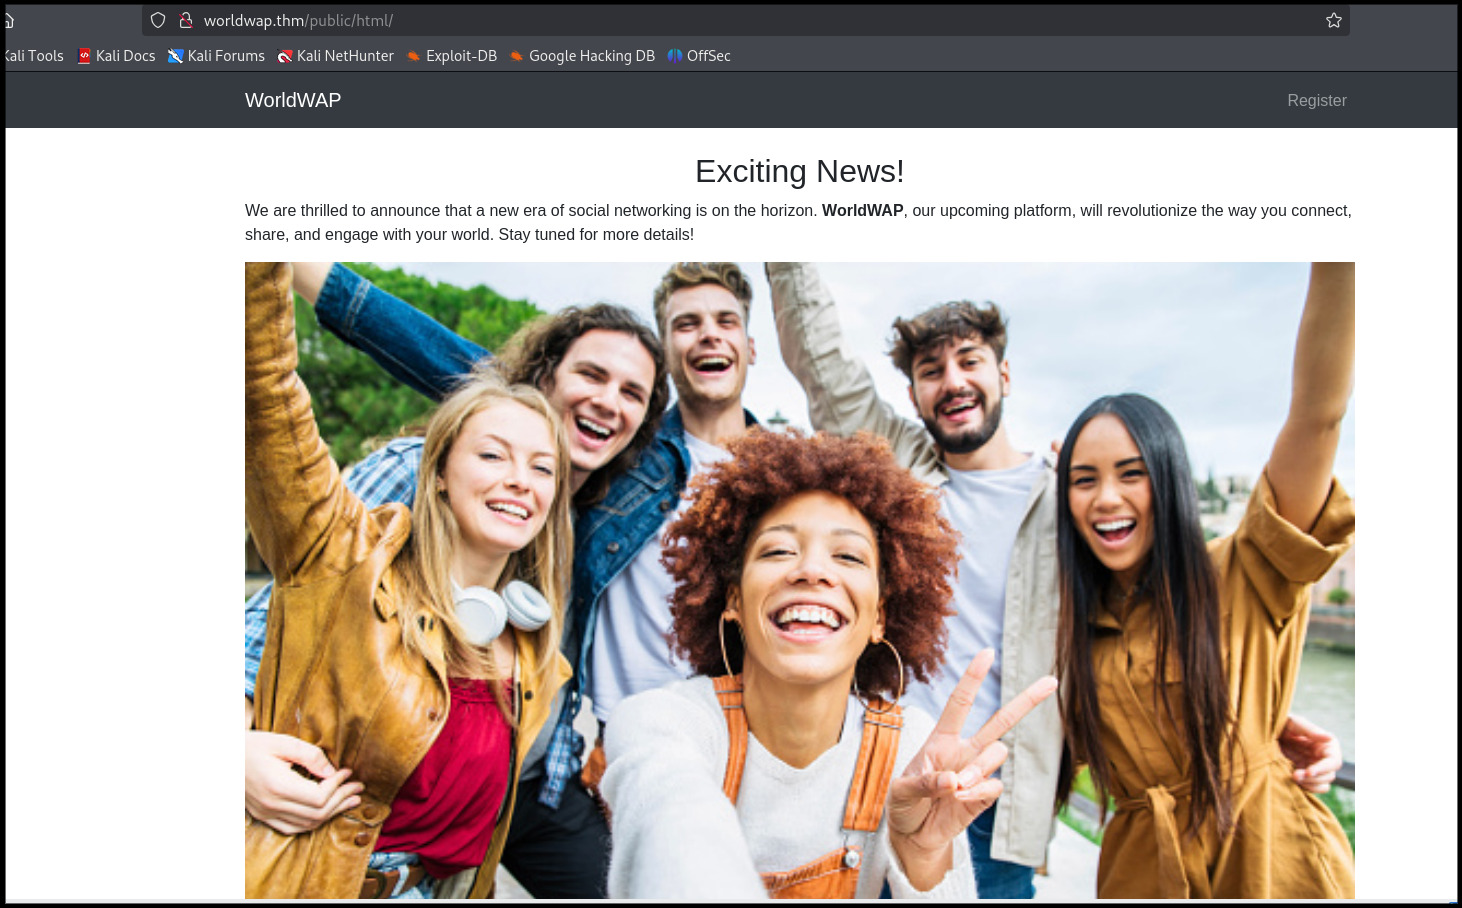 worldwap.thm/public/html/
Kali Tools Kali Docs Kali Forums Kali NetHunter Exploit-DB Google Hacking DB OffSec
WorldWAP Register
Exciting News!
We are thrilled to announce that a new era of social networking is on the horizon. WorldWAP, our upcoming platform, will revolutionize the way you connect,
share, and engage with your world. Stay tuned for more details!